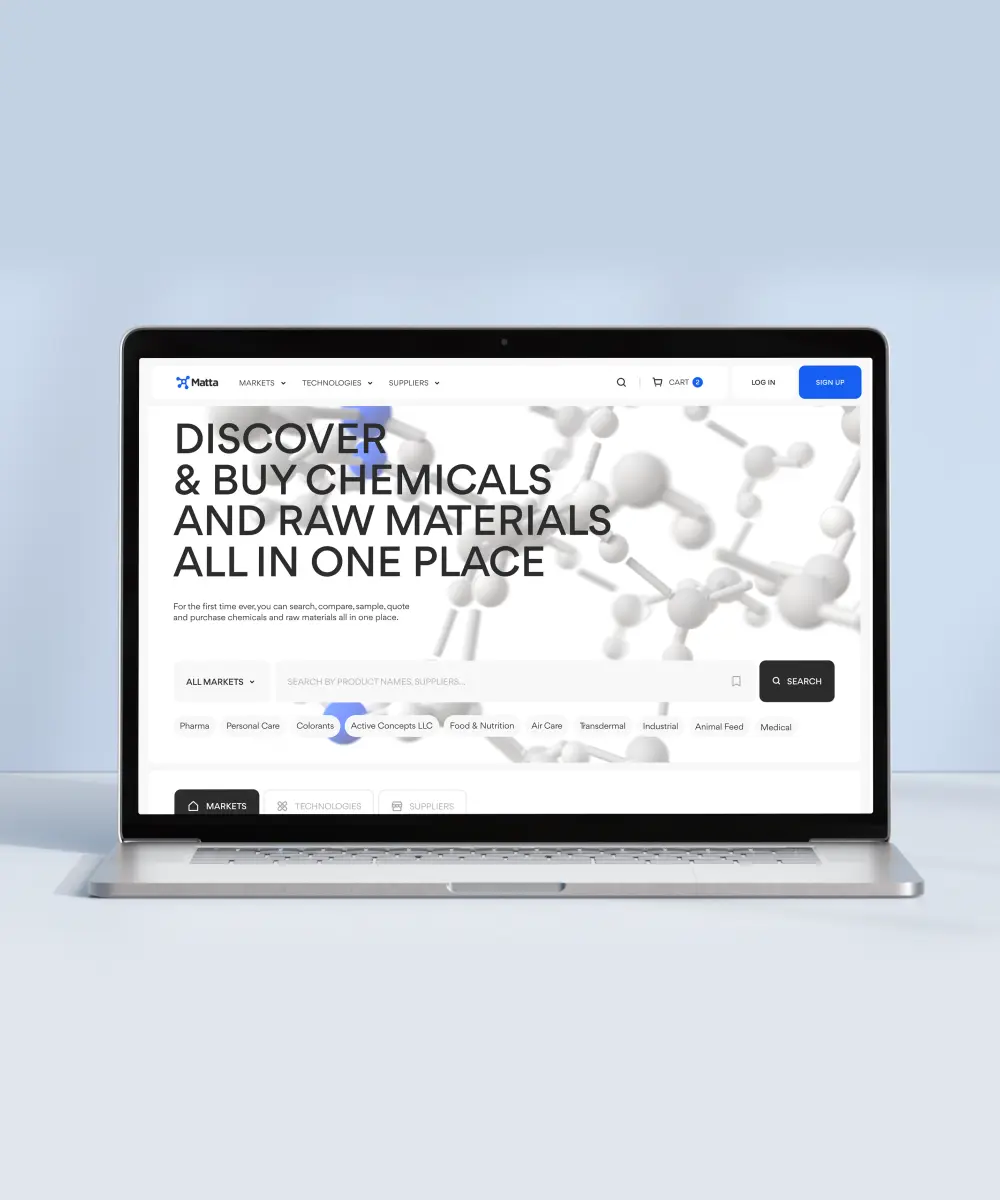 Matta MARKETS TECHNOLOGIES SUPPLIERS CART 2 LOG IN SIGN UP
DISCOVER
& BUY CHEMICALS
AND RAW MATERIALS
ALL IN ONE PLACE
For the first time ever, you can search, compare, sample, quote
and purchase chemicals and raw materials all in one place.
ALL MARKETS SEARCH BY PRODUCT NAMES, SUPPLIERS... SEARCH
Pharma Personal Care Colorants Active Concepts LLC Food & Nutrition Air Care Transdermal Industrial Animal Feed Medical
MARKETS TECHNOLOGIES SUPPLIERS